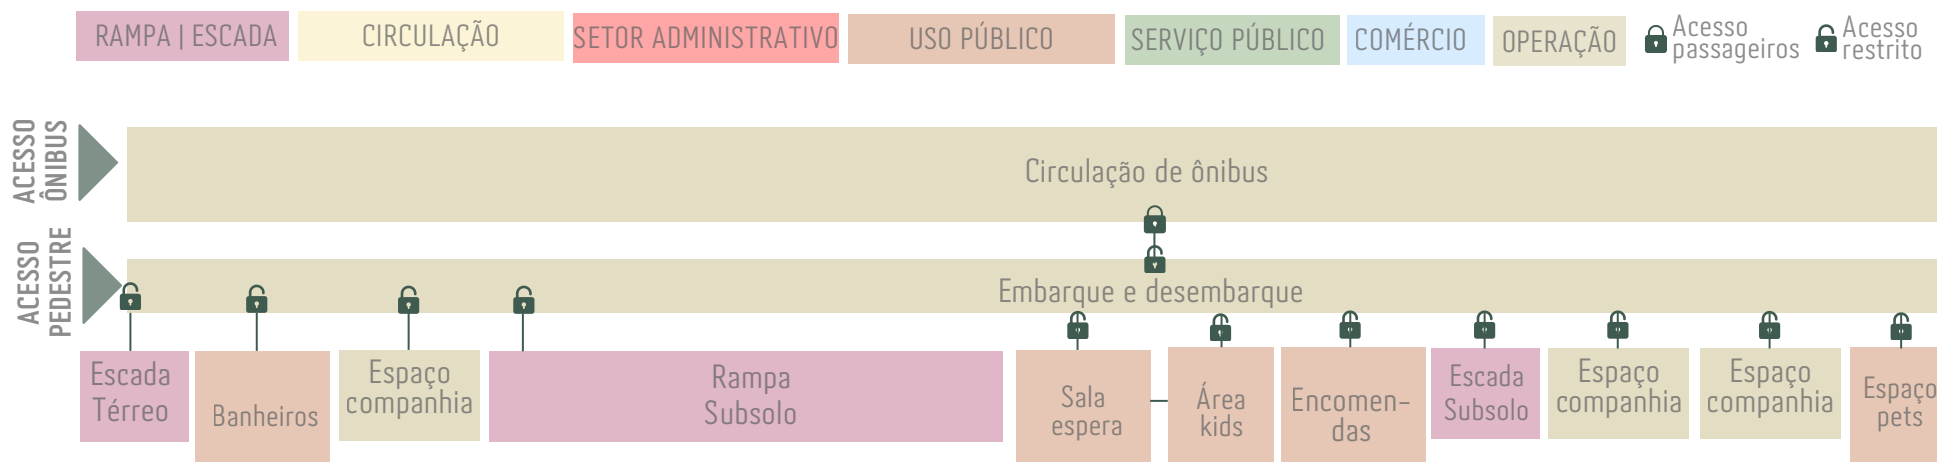 RAMPA | ESCADA
CIRCULAÇÃO
SETOR ADMINISTRATIVO
USO PÚBLICO
SERVIÇO PÚBLICO
COMÉRCIO
OPERAÇÃO
Acesso
passageiros
Acesso
restrito
ACESSO
ÔNIBUS
Circulação de ônibus
ACESSO
PEDESTRE
Embarque e desembarque
Escada
Térreo
Banheiros
Espaço
companhia
Rampa
Subsolo
Sala
espera
Área
kids
Encomen-
das
Escada
Subsolo
Espaço
companhia
Espaço
companhia
Espaço
pets